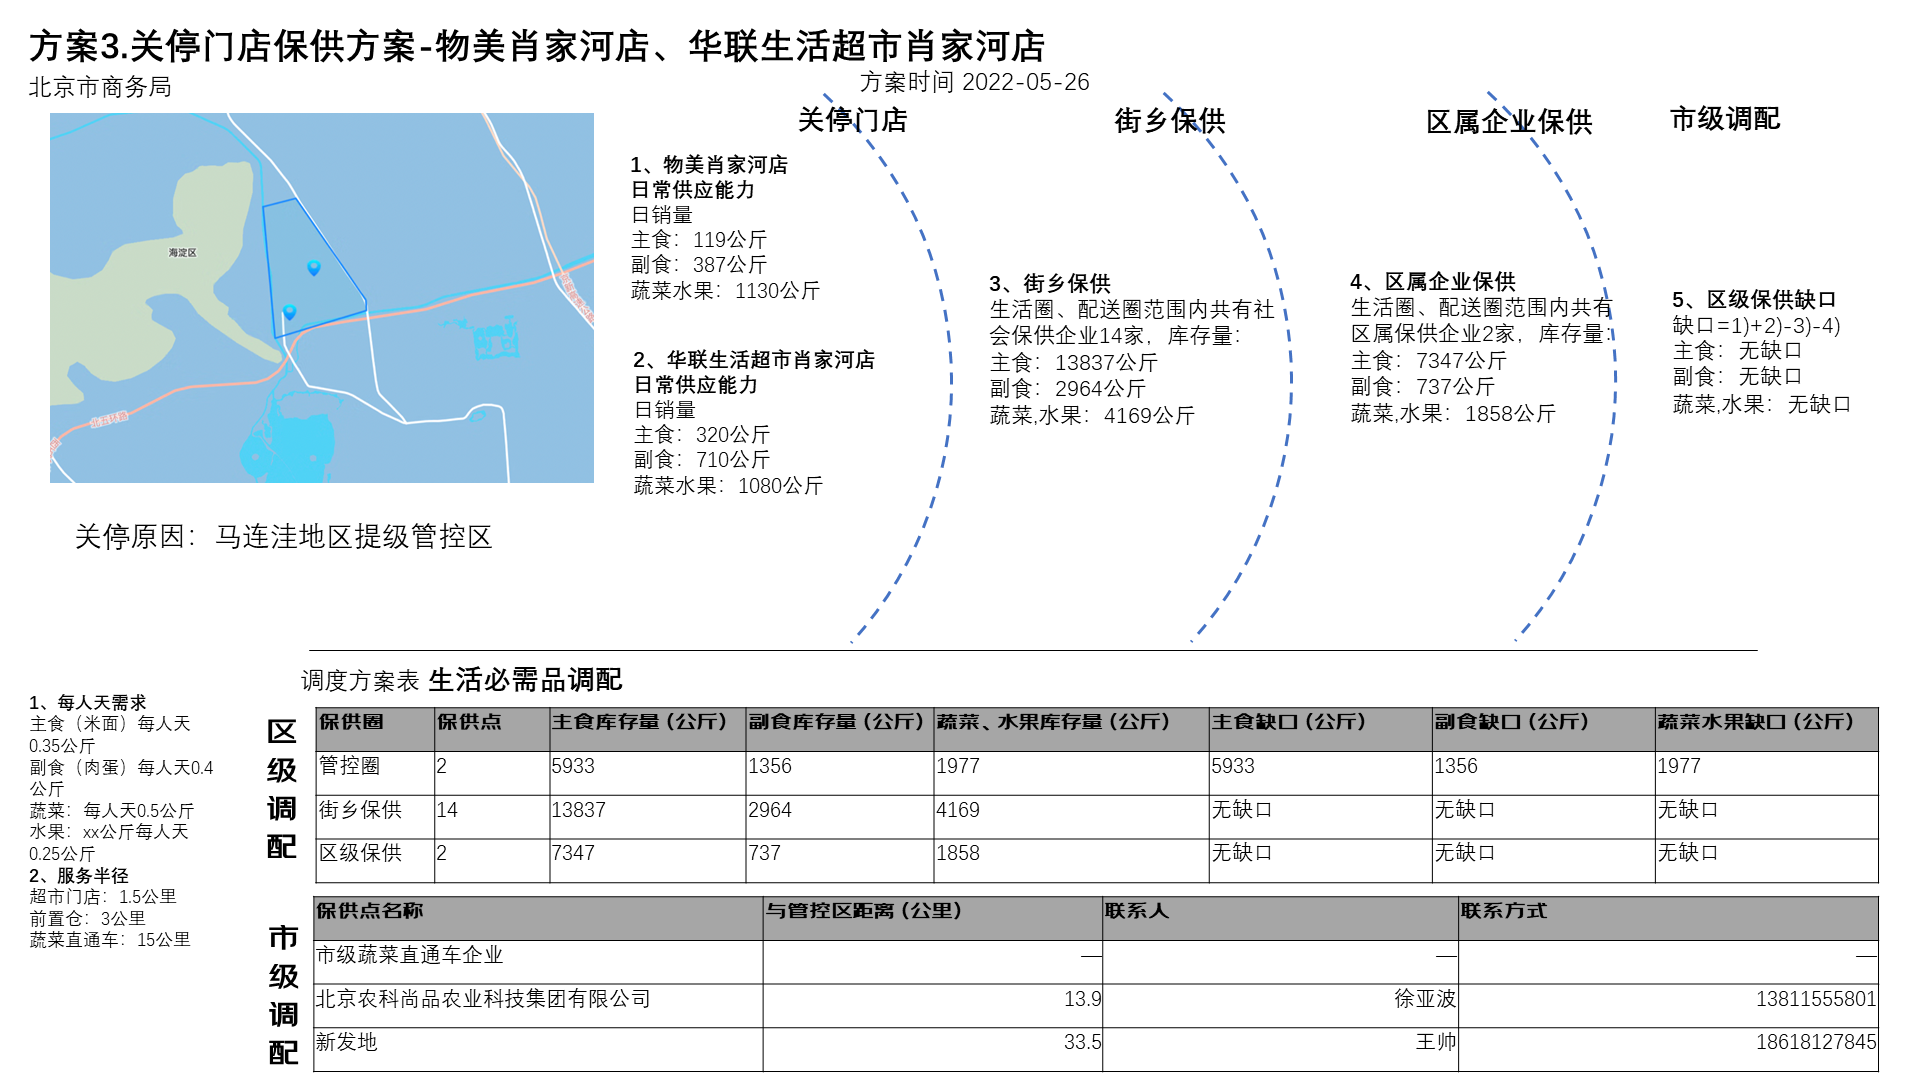 方案3.关停门店保供方案-物美肖家河店、华联生活超市肖家河店
北京市商务局
方案时间 2022-05-26
海淀区
北五环路
关停原因：马连洼地区提级管控区
关停门店
1、物美肖家河店
日常供应能力
日销量
主食：119公斤
副食：387公斤
蔬菜水果：1130公斤
2、华联生活超市肖家河店
日常供应能力
日销量
主食：320公斤
副食：710公斤
蔬菜水果：1080公斤
街乡保供
3、街乡保供
生活圈、配送圈范围内共有社
会保供企业14家，库存量：
主食：13837公斤
副食：2964公斤
蔬菜,水果：4169公斤
区属企业保供
4、区属企业保供
生活圈、配送圈范围内共有
区属保供企业2家，库存量：
主食：7347公斤
副食：737公斤
蔬菜,水果：1858公斤
市级调配
5、区级保供缺口
缺口=1)+2)-3)-4)
主食：无缺口
副食：无缺口
蔬菜,水果：无缺口
1、每人天需求
主食（米面）每人天
0.35公斤
副食（肉蛋）每人天0.4
公斤
蔬菜：每人天0.5公斤
水果：xx公斤每人天
0.25公斤
2、服务半径
超市门店：1.5公里
前置仓：3公里
蔬菜直通车：15公里
调度方案表 生活必需品调配
区级调配
保供圈 保供点 主食库存量（公斤） 副食库存量（公斤） 蔬菜、水果库存量（公斤） 主食缺口（公斤） 副食缺口（公斤） 蔬菜水果缺口（公斤）
管控圈 2 5933 1356 1977 5933 1356 1977
街乡保供 14 13837 2964 4169 无缺口 无缺口 无缺口
区级保供 2 7347 737 1858 无缺口 无缺口 无缺口
市级调配
保供点名称 与管控区距离（公里） 联系人 联系方式
市级蔬菜直通车企业 — — —
北京农科尚品农业科技集团有限公司 13.9 徐亚波 13811555801
新发地 33.5 王帅 18618127845